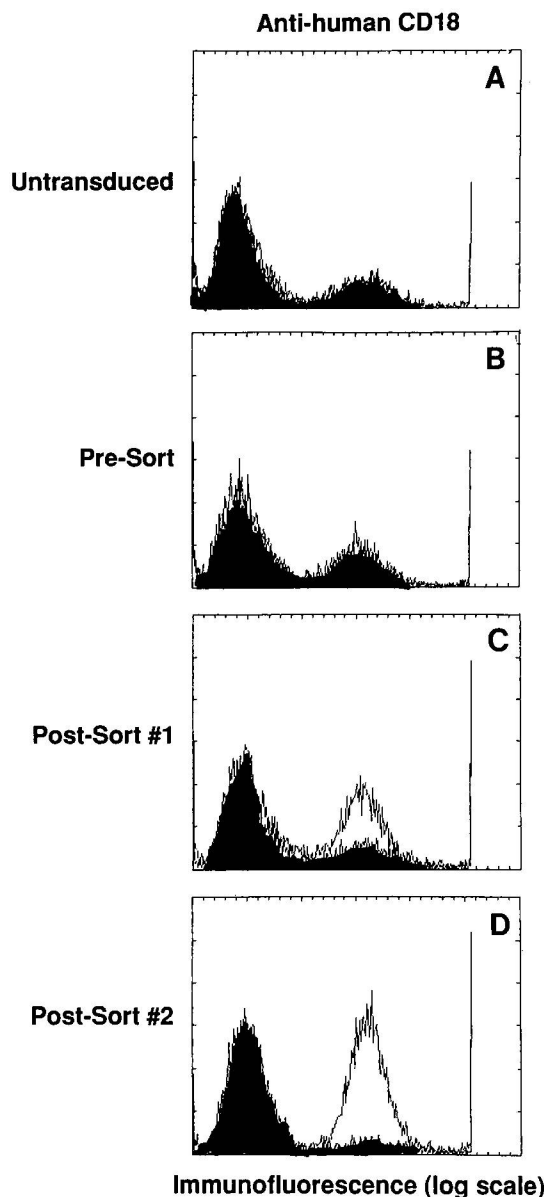 Anti-human CD18
A
Untransduced
B
Pre-Sort
C
Post-Sort #1
D
Post-Sort #2
Immunofluorescence (log scale)